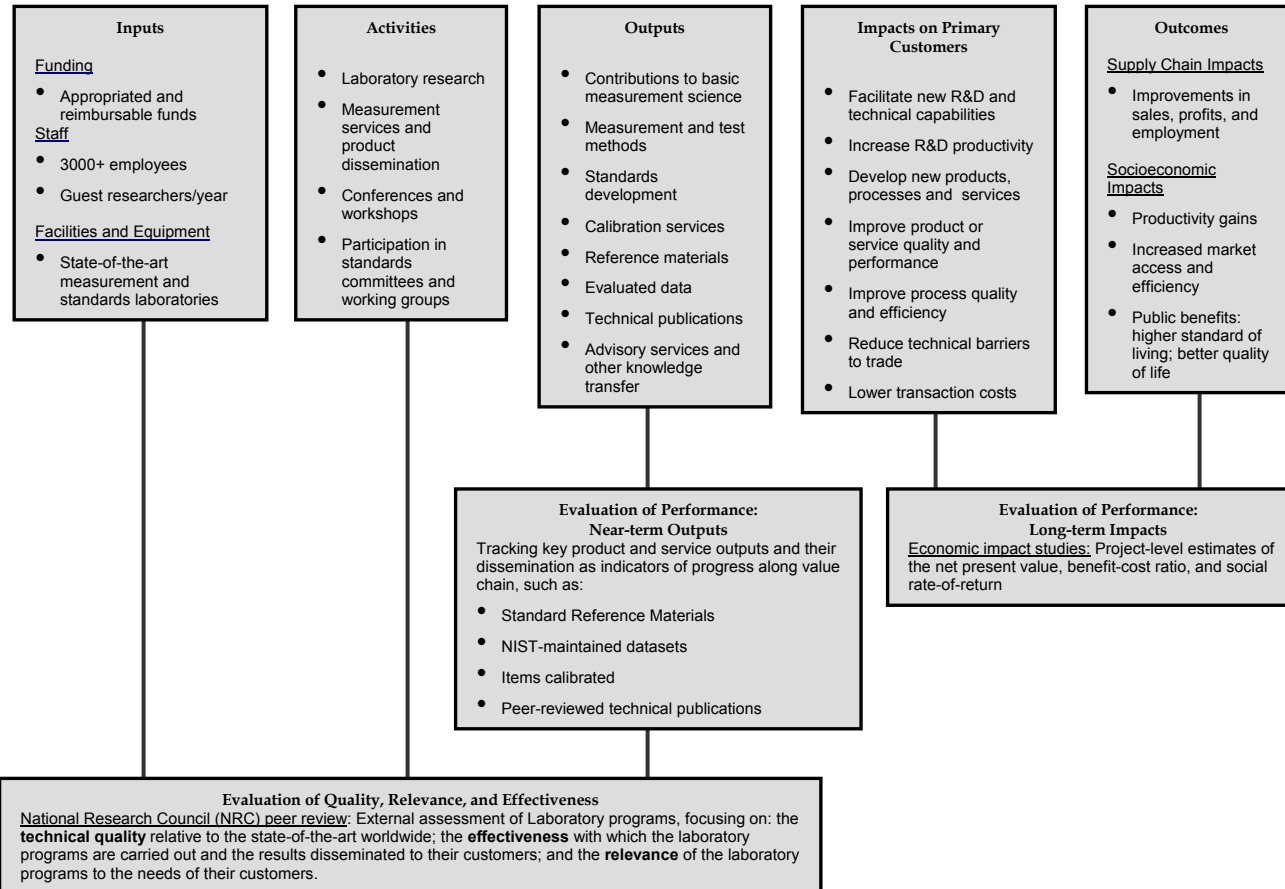 Inputs
Funding
• Appropriated and
reimbursable funds
Staff
• 3000+ employees
• Guest researchers/year
Facilities and Equipment
• State-of-the-art
measurement and
standards laboratories
Activities
• Laboratory research
• Measurement
services and
product
dissemination
• Conferences and
workshops
• Participation in
standards
committees and
working groups
Outputs
• Contributions to basic
measurement science
• Measurement and test
methods
• Standards
development
• Calibration services
• Reference materials
• Evaluated data
• Technical publications
• Advisory services and
other knowledge
transfer
Impacts on Primary
Customers
• Facilitate new R&D and
technical capabilities
• Increase R&D productivity
• Develop new products,
processes and services
• Improve product or
service quality and
performance
• Improve process quality
and efficiency
• Reduce technical barriers
to trade
• Lower transaction costs
Outcomes
Supply Chain Impacts
• Improvements in
sales, profits, and
employment
Socioeconomic
Impacts
• Productivity gains
• Increased market
access and
efficiency
• Public benefits:
higher standard of
living; better quality
of life
Evaluation of Performance:
Near-term Outputs
Tracking key product and service outputs and their
dissemination as indicators of progress along value
chain, such as:
• Standard Reference Materials
• NIST-maintained datasets
• Items calibrated
• Peer-reviewed technical publications
Evaluation of Performance:
Long-term Impacts
Economic impact studies: Project-level estimates of
the net present value, benefit-cost ratio, and social
rate-of-return
Evaluation of Quality, Relevance, and Effectiveness
National Research Council (NRC) peer review: External assessment of Laboratory programs, focusing on: the
technical quality relative to the state-of-the-art worldwide; the effectiveness with which the laboratory
programs are carried out and the results disseminated to their customers; and the relevance of the laboratory
programs to the needs of their customers.